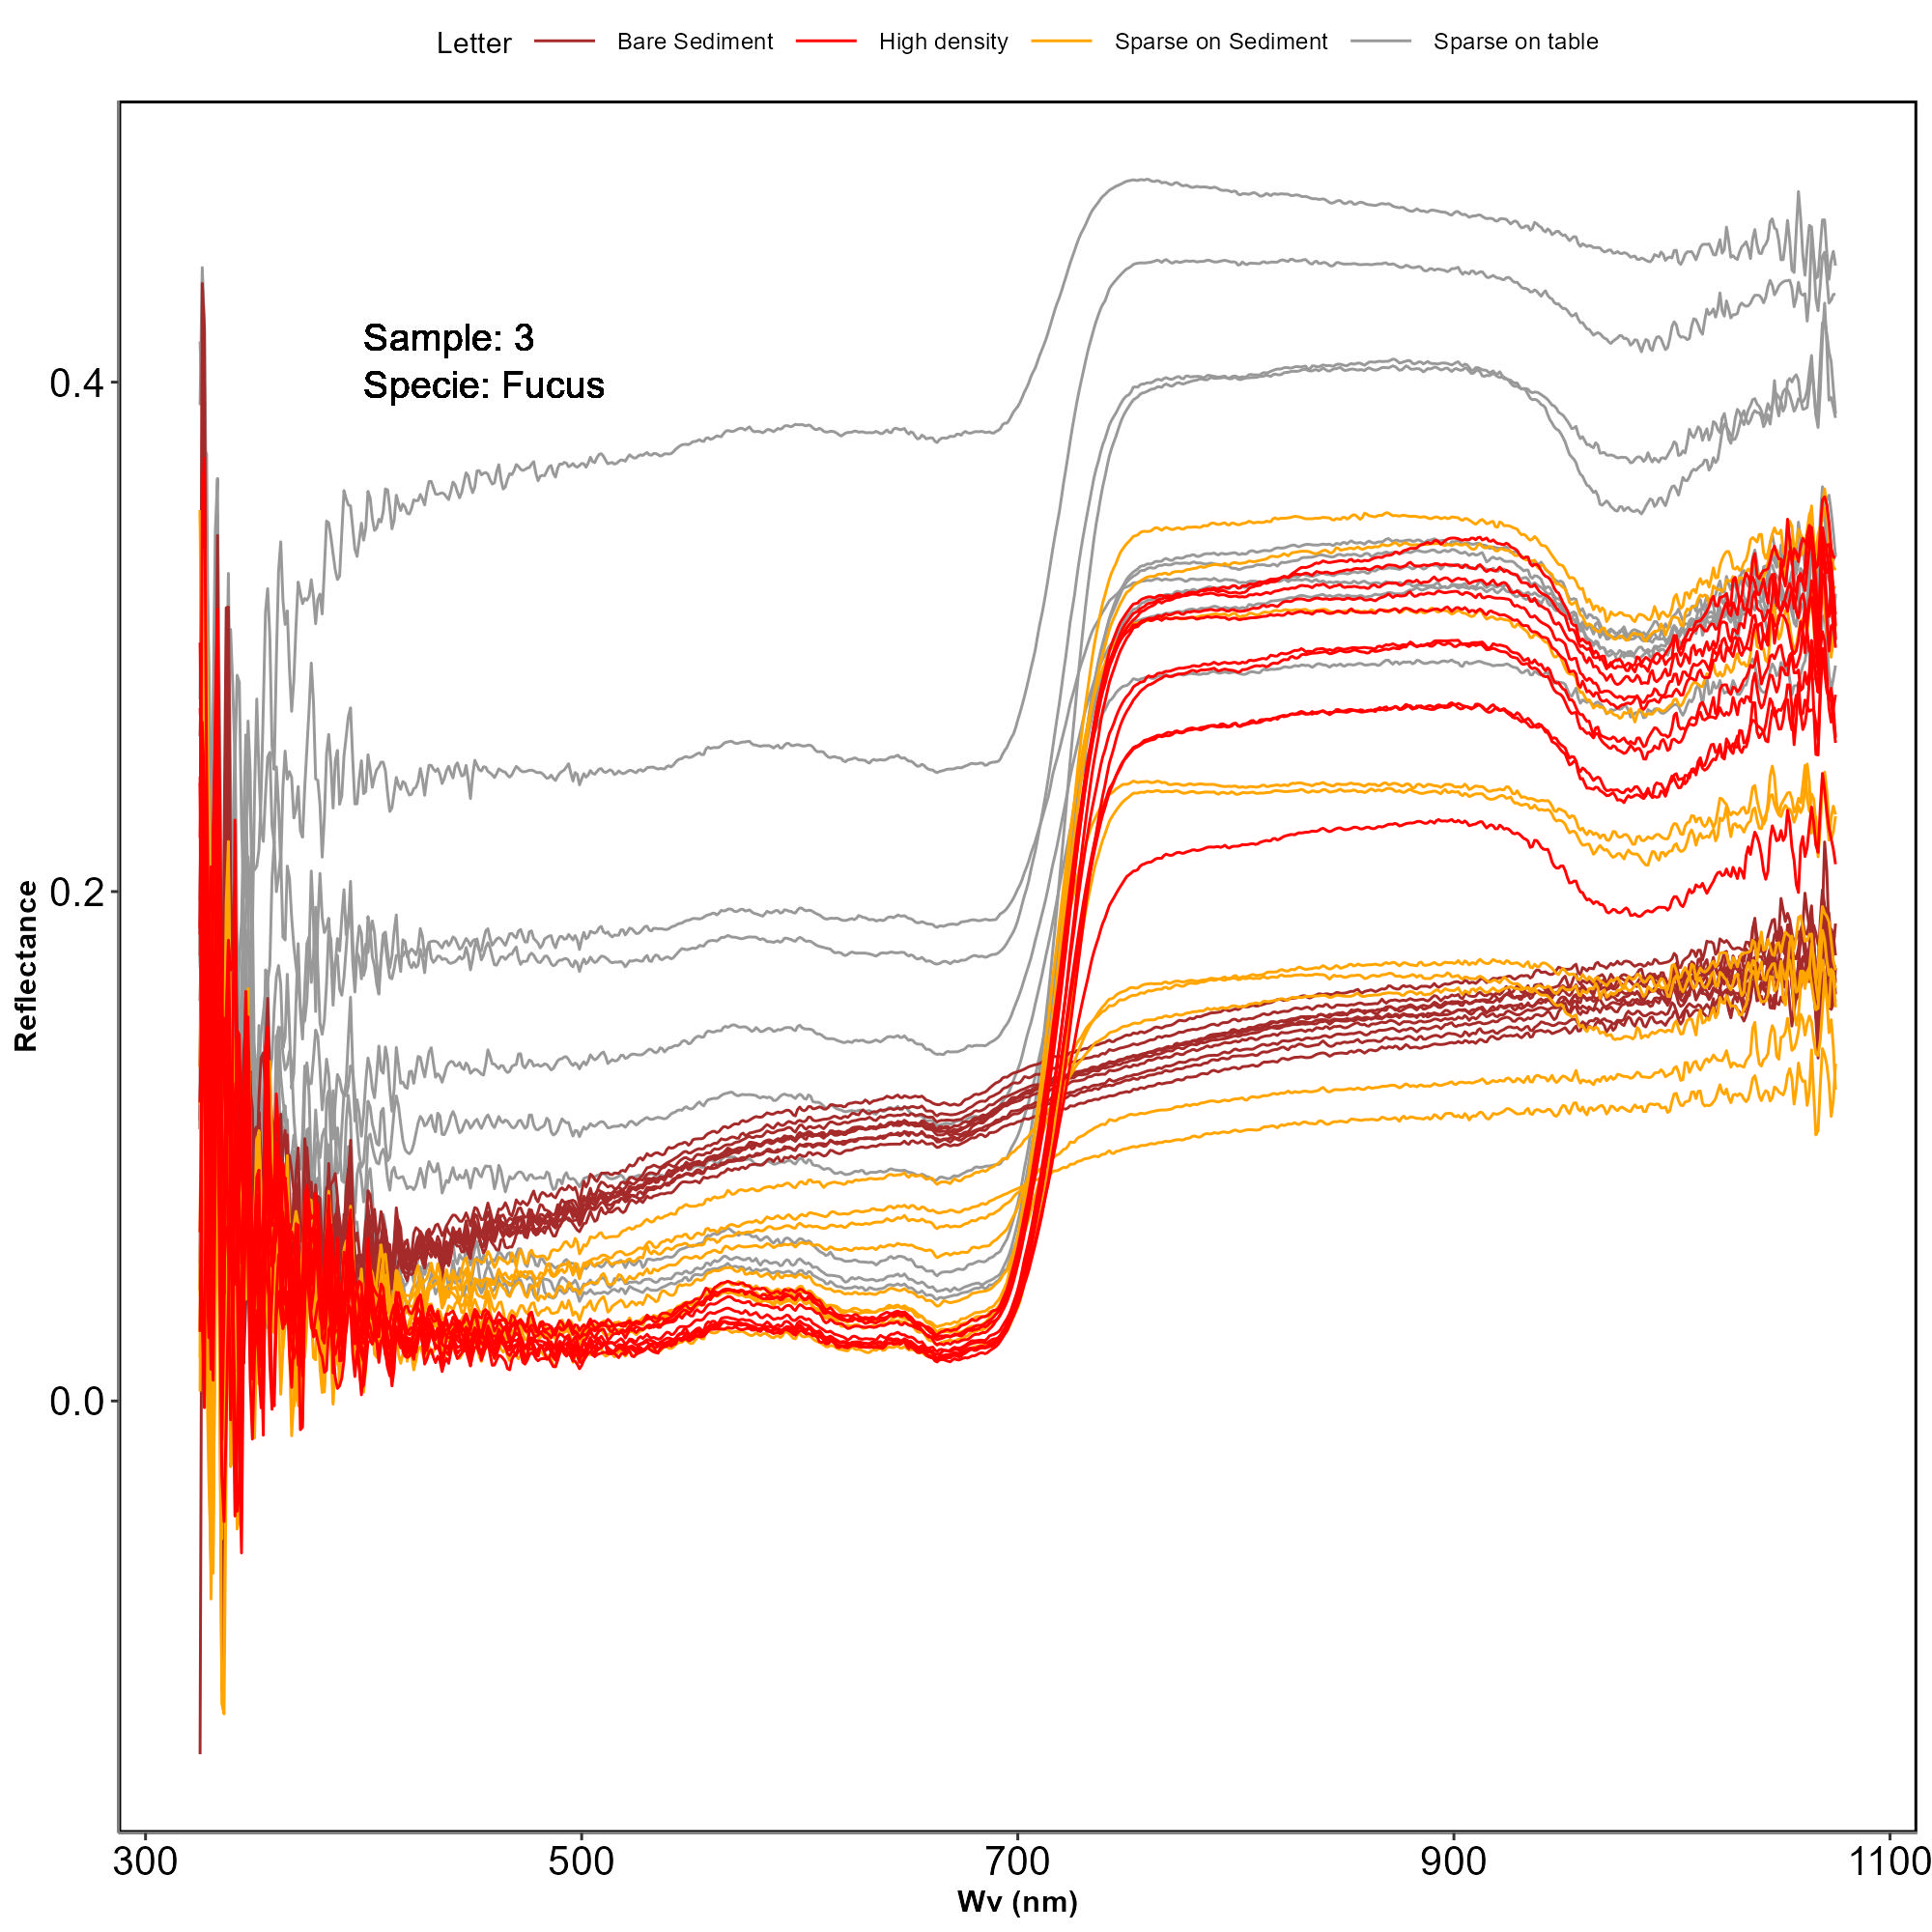 Letter Bare Sediment High density Sparse on Sediment Sparse on table
Sample: 3
Specie: Fucus
0.4
0.2
0.0
Reflectance
300 500 700 900 1100
Wv (nm)